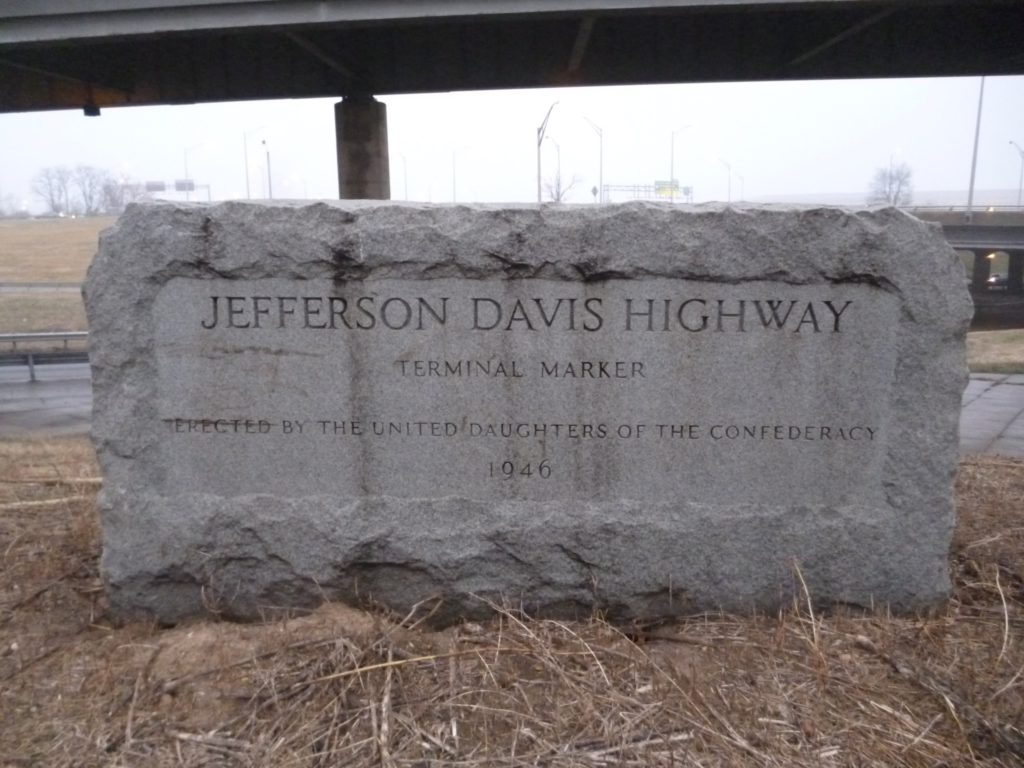 JEFFERSON DAVIS HIGHWAY
TERMINAL MARKER
ERECTED BY THE UNITED DAUGHTERS OF THE CONFEDERACY
1946